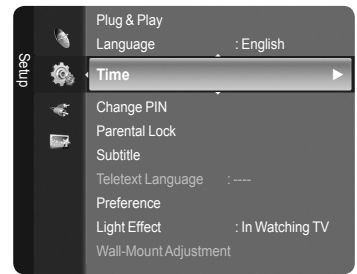 Setup
Plug & Play
Language : English
Time
Change PIN
Parental Lock
Subtitle
Teletext Language : ----
Preference
Light Effect : In Watching TV
Wall-Mount Adjustment